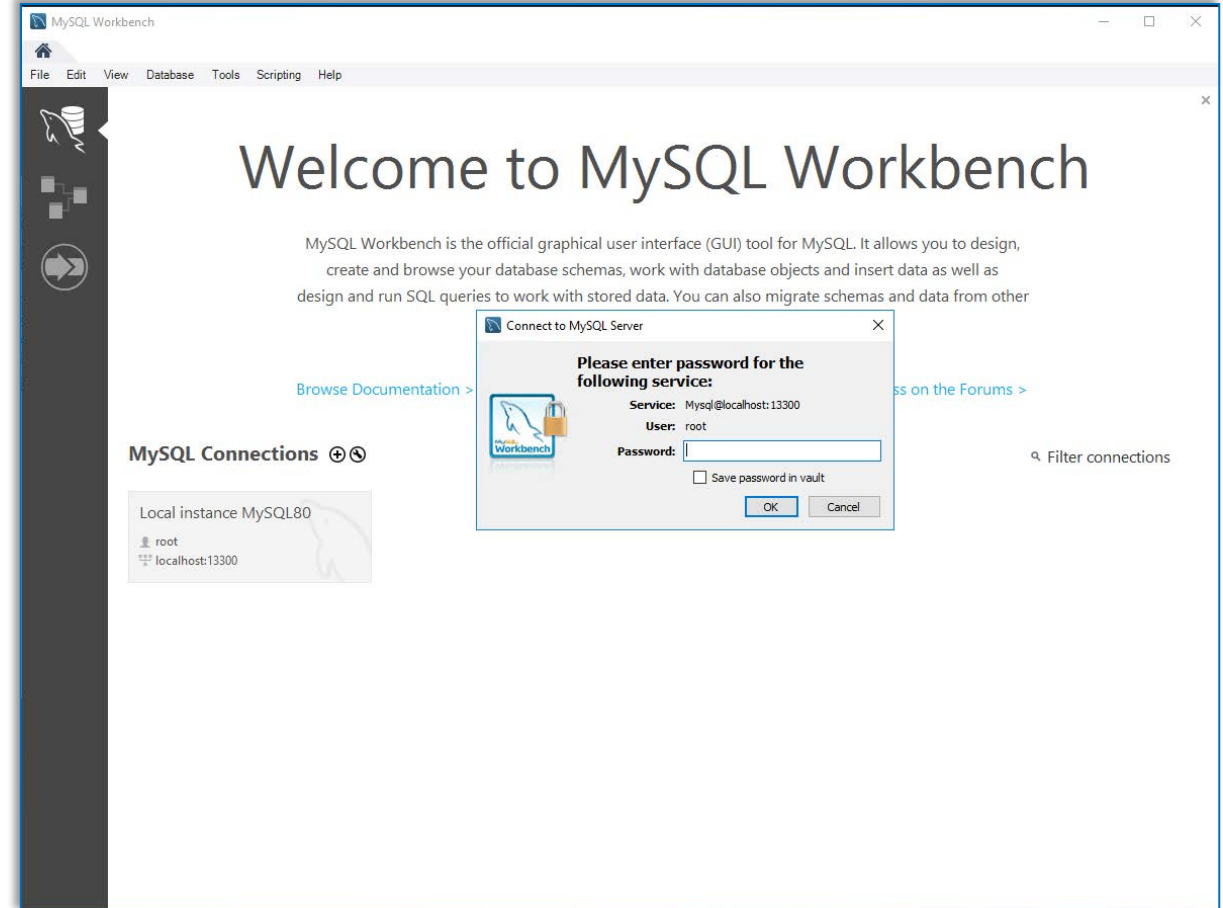 MySQL Workbench
File Edit View Database Tools Scripting Help
Welcome to MySQL Workbench
MySQL Workbench is the official graphical user interface (GUI) tool for MySQL. It allows you to design,
create and browse your database schemas, work with database objects and insert data as well as
design and run SQL queries to work with stored data. You can also migrate schemas and data from other
Browse Documentation >
on the Forums >
Connect to MySQL Server
Please enter password for the
following service:
Service: Mysql@localhost:13300
User: root
Password:
Save password in vault
OK Cancel
Workbench
MySQL Connections
Filter connections
Local instance MySQL80
root
localhost:13300